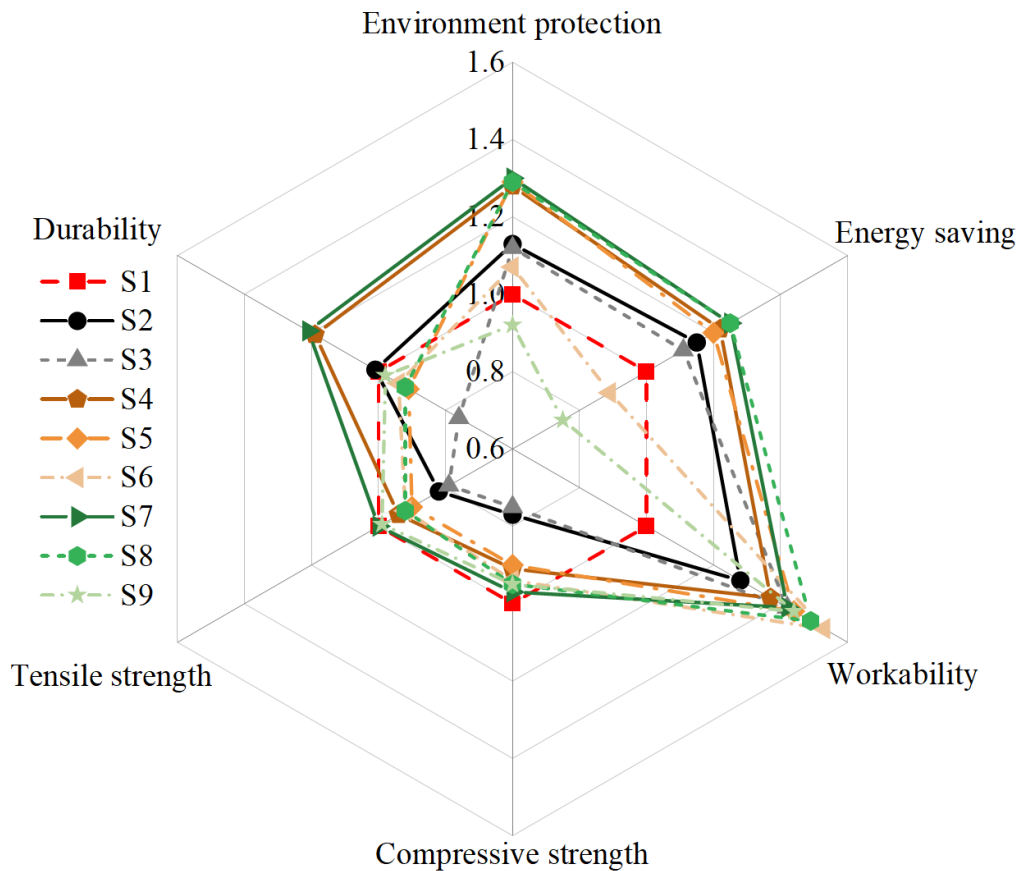 Environment protection
1.6
1.4
1.2
1.0
0.8
0.6
Energy saving
Workability
Compressive strength
Tensile strength
Durability
S1
S2
S3
S4
S5
S6
S7
S8
S9